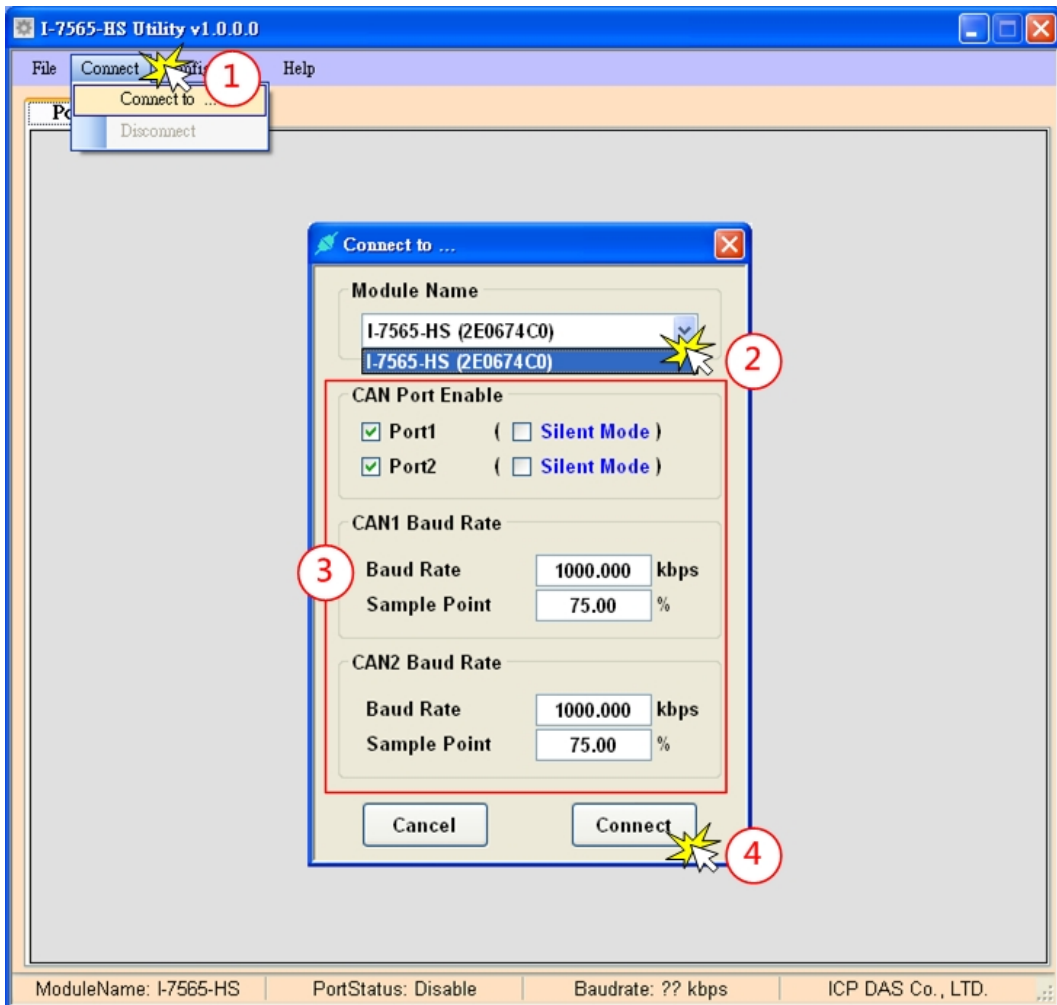 I-7565-HS Utility v1.0.0.0
File Connect Help
1
Connect to ...
Disconnect
Connect to ...
Module Name
I-7565-HS (2E0674C0)
I-7565-HS (2E0674C0)
2
CAN Port Enable
Port1 ( Silent Mode )
Port2 ( Silent Mode )
CAN1 Baud Rate
3
Baud Rate 1000.000 kbps
Sample Point 75.00 %
CAN2 Baud Rate
Baud Rate 1000.000 kbps
Sample Point 75.00 %
Cancel Connect
4
ModuleName: I-7565-HS PortStatus: Disable Baudrate: ?? kbps ICP DAS Co., LTD.